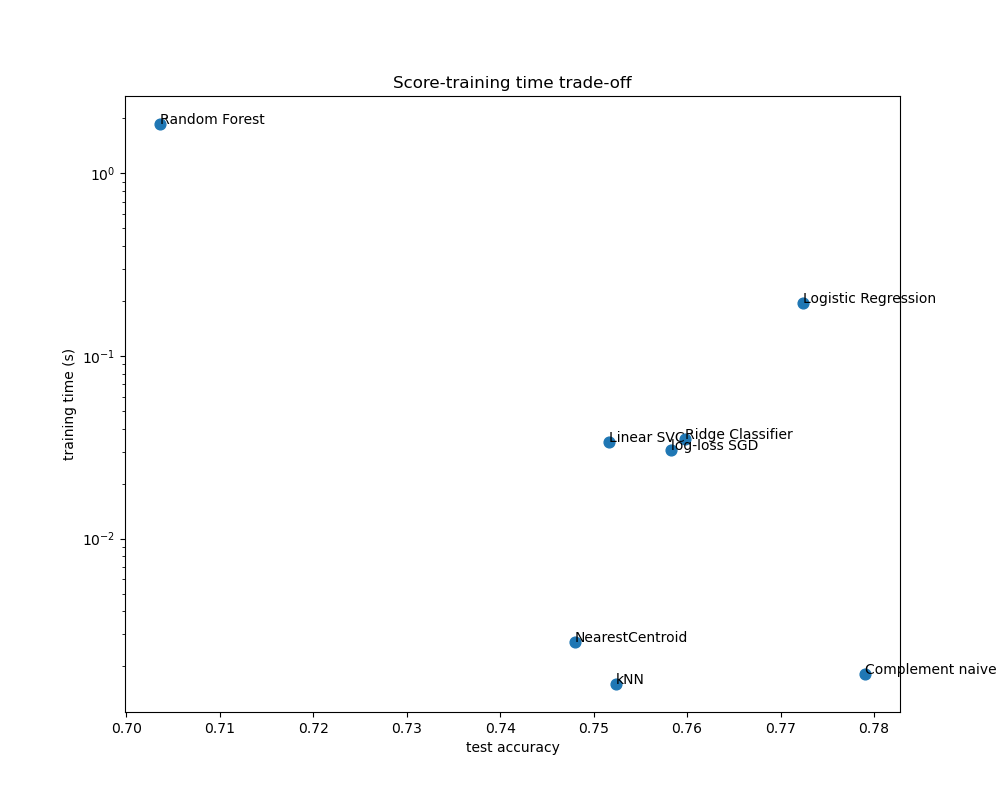 Score-training time trade-off
Random Forest
Logistic Regression
Linear SVC
Ridge Classifier
log-loss SGD
NearestCentroid
kNN
Complement naive
training time (s)
10⁰
10⁻¹
10⁻²
0.70 0.71 0.72 0.73 0.74 0.75 0.76 0.77 0.78
test accuracy